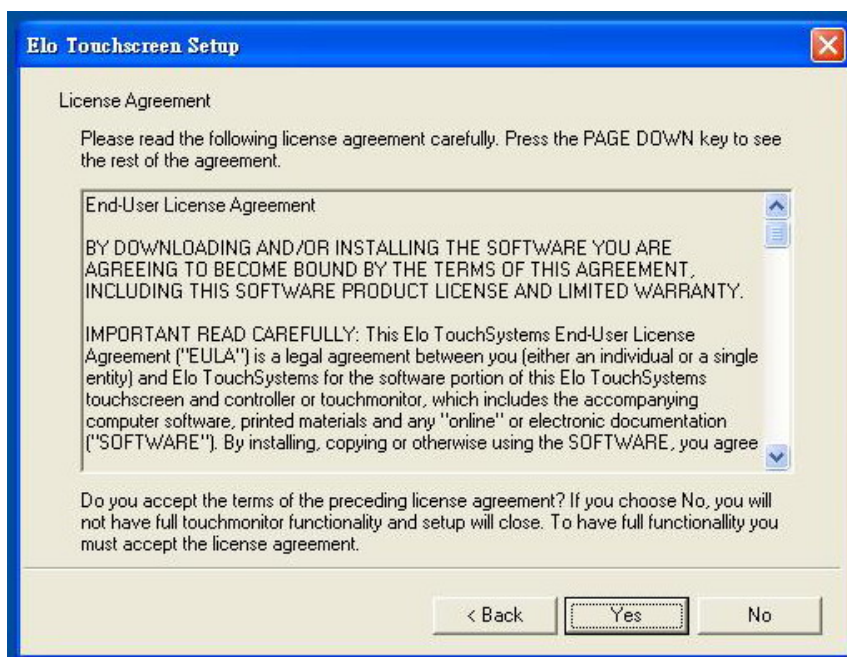 Elo Touchscreen Setup
License Agreement
Please read the following license agreement carefully. Press the PAGE DOWN key to see
the rest of the agreement.
End-User License Agreement
BY DOWNLOADING AND/OR INSTALLING THE SOFTWARE YOU ARE
AGREEING TO BECOME BOUND BY THE TERMS OF THIS AGREEMENT,
INCLUDING THIS SOFTWARE PRODUCT LICENSE AND LIMITED WARRANTY.
IMPORTANT READ CAREFULLY: This Elo TouchSystems End-User License
Agreement ("EULA") is a legal agreement between you (either an individual or a single
entity) and Elo TouchSystems for the software portion of this Elo TouchSystems
touchscreen and controller or touchmonitor, which includes the accompanying
computer software, printed materials and any "online" or electronic documentation
("SOFTWARE"). By installing, copying or otherwise using the SOFTWARE, you agree
Do you accept the terms of the preceding license agreement? If you choose No, you will
not have full touchmonitor functionality and setup will close. To have full functionallity you
must accept the license agreement.
< Back Yes No